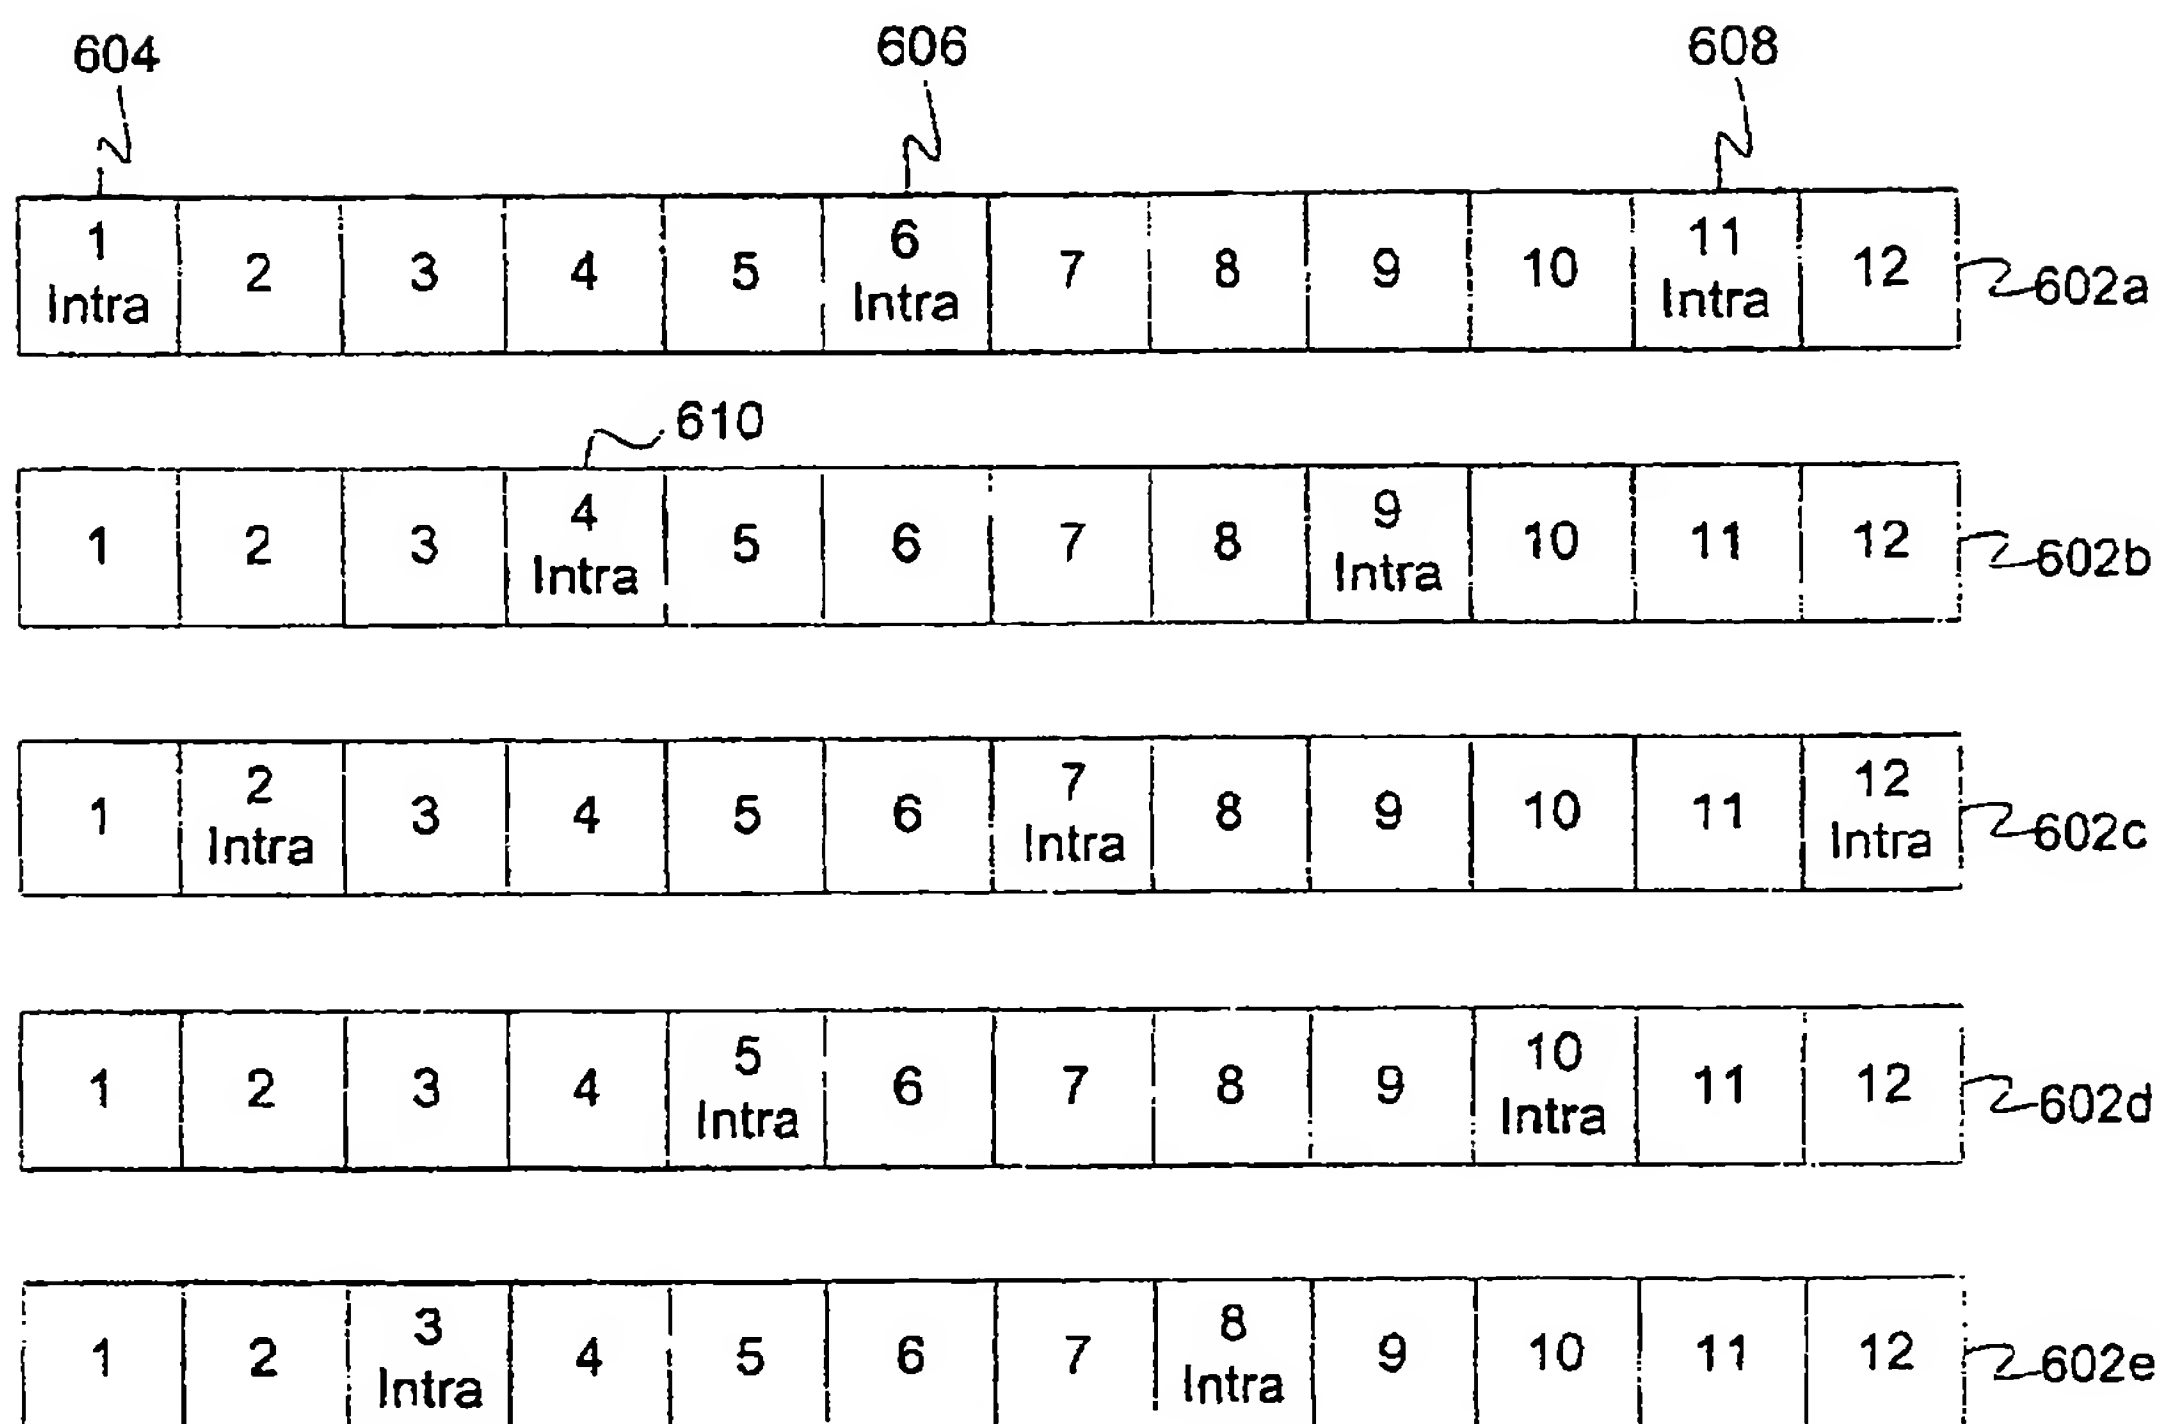 604 606 608
1 Intra 2 3 4 5 6 Intra 7 8 9 10 11 Intra 12 602a
610
1 2 3 4 Intra 5 6 7 8 9 Intra 10 11 12 602b
1 2 Intra 3 4 5 6 7 Intra 8 9 10 11 12 Intra 602c
1 2 3 4 5 Intra 6 7 8 9 10 Intra 11 12 602d
1 2 3 Intra 4 5 6 7 8 Intra 9 10 11 12 602e